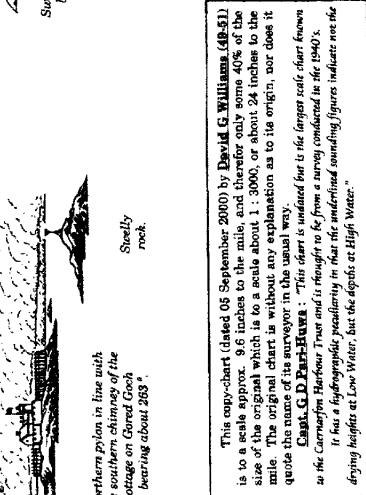 Swelly
rock.
rthern pylon in line with
southern chimney of the
ottage on Gored Goch
bearing about 263°.
This copy-chart (dated 05 September 2000) by David G Williams (49-51)
is to a scale approx. 9.6 inches to the mile, and therefor only some 40% of the
size of the original which is to a scale about 1 : 3000, or about 24 inches to the
mile. The original chart is without any explanation as to its origin, nor does it
quote the name of its surveyor in the usual way.
Capt. G D Pari-Huws : "This chart is undated but is the largest scale chart known
to the Caernarfon Harbour Trust and is thought to be from a survey conducted in the 1940's.
It has a hydrographic peculiarity in that the underlined sounding figures indicate not the
drying heights at Low Water, but the depths at High Water."